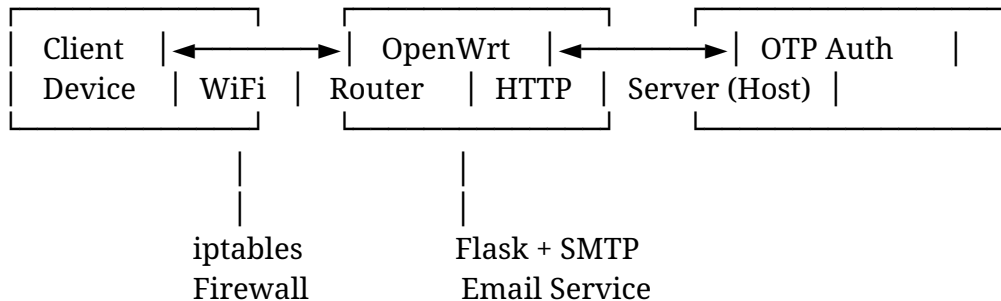 Client OpenWrt OTP Auth
Device WiFi Router HTTP Server (Host)
iptables Flask + SMTP
Firewall Email Service